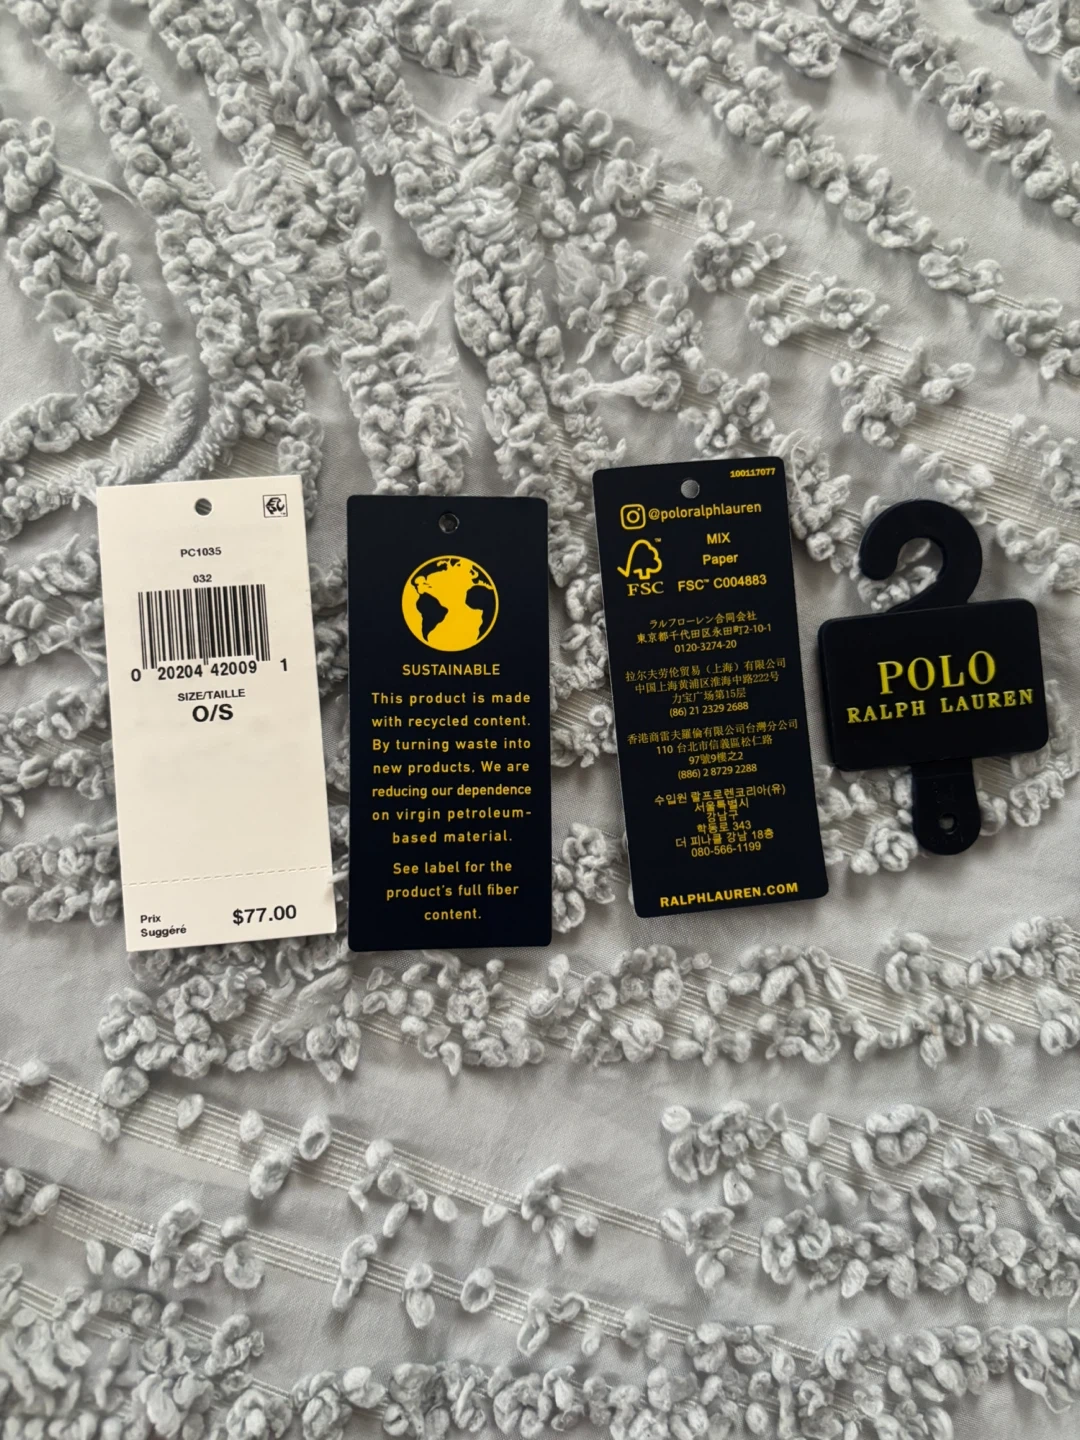 PC1035
032
0 20204 42009 1
SIZE/TAILLE
O/S
Prix
Suggéré
$77.00
SUSTAINABLE
This product is made
with recycled content.
By turning waste into
new products, We are
reducing our dependence
on virgin petroleum-
based material.
See label for the
product's full fiber
content.
100117077
@poloralphlauren
FSC™
MIX
Paper
FSC™ C004883
ラルフローレン合同会社
東京都千代田区永田町2-10-1
0120-3274-20
拉尔夫劳伦贸易（上海）有限公司
中国上海黄浦区淮海中路222号
力宝广场第15层
(86) 21 2329 2688
香港商雷夫羅倫有限公司台灣分公司
110 台北市信義區松仁路
97號9樓之2
(886) 2 8729 2288
수입원 랄프로렌코리아(유)
서울특별시
강남구
학동로 343
더 피나클 강남 18층
080-566-1199
RALPHLAUREN.COM
POLO
RALPH LAUREN